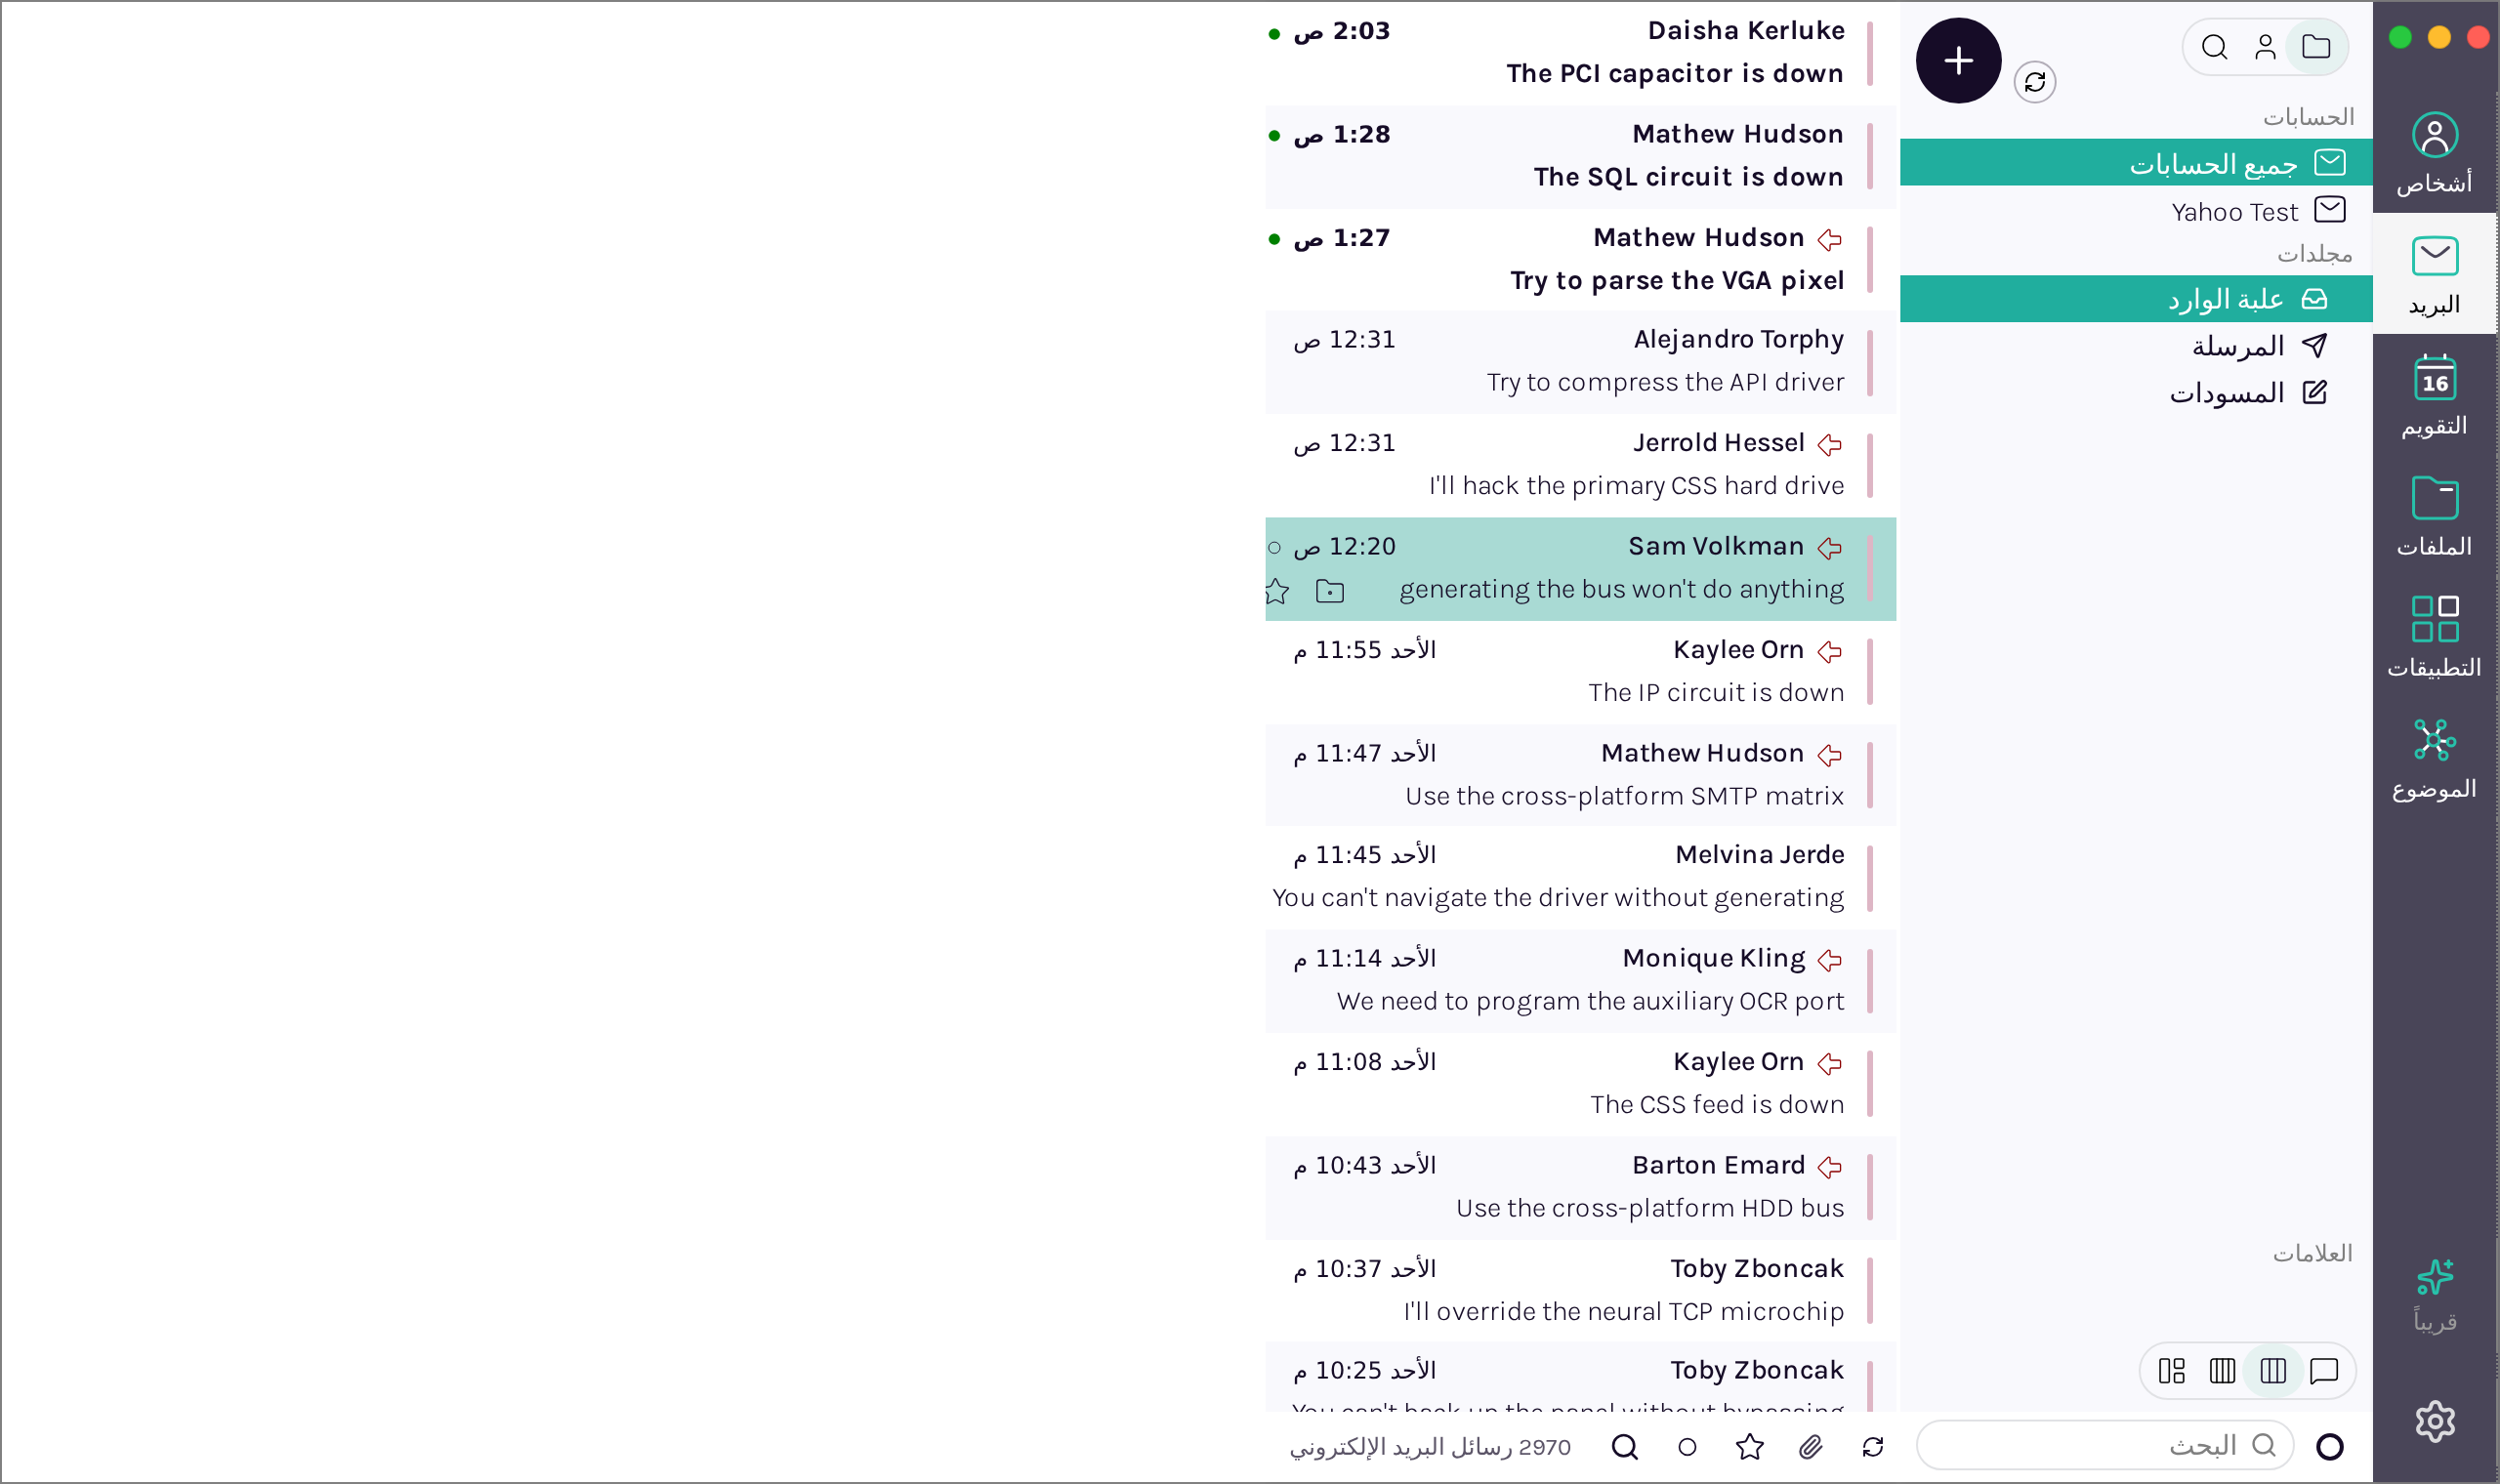 أشخاص
البريد
16
التقويم
الملفات
التطبيقات
الموضوع
قريباً
الحسابات
جميع الحسابات
Yahoo Test
مجلدات
علبة الوارد
المرسلة
المسودات
العلامات
البحث
Daisha Kerluke 2:03 ص
The PCI capacitor is down
Mathew Hudson 1:28 ص
The SQL circuit is down
Mathew Hudson 1:27 ص
Try to parse the VGA pixel
Alejandro Torphy 12:31 ص
Try to compress the API driver
Jerrold Hessel 12:31 ص
I'll hack the primary CSS hard drive
Sam Volkman 12:20 ص
generating the bus won't do anything
Kaylee Orn الأحد 11:55 م
The IP circuit is down
Mathew Hudson الأحد 11:47 م
Use the cross-platform SMTP matrix
Melvina Jerde الأحد 11:45 م
You can't navigate the driver without generating
Monique Kling الأحد 11:14 م
We need to program the auxiliary OCR port
Kaylee Orn الأحد 11:08 م
The CSS feed is down
Barton Emard الأحد 10:43 م
Use the cross-platform HDD bus
Toby Zboncak الأحد 10:37 م
I'll override the neural TCP microchip
Toby Zboncak الأحد 10:25 م
You can't back up the panel without bypassing
2970 رسائل البريد الإلكتروني